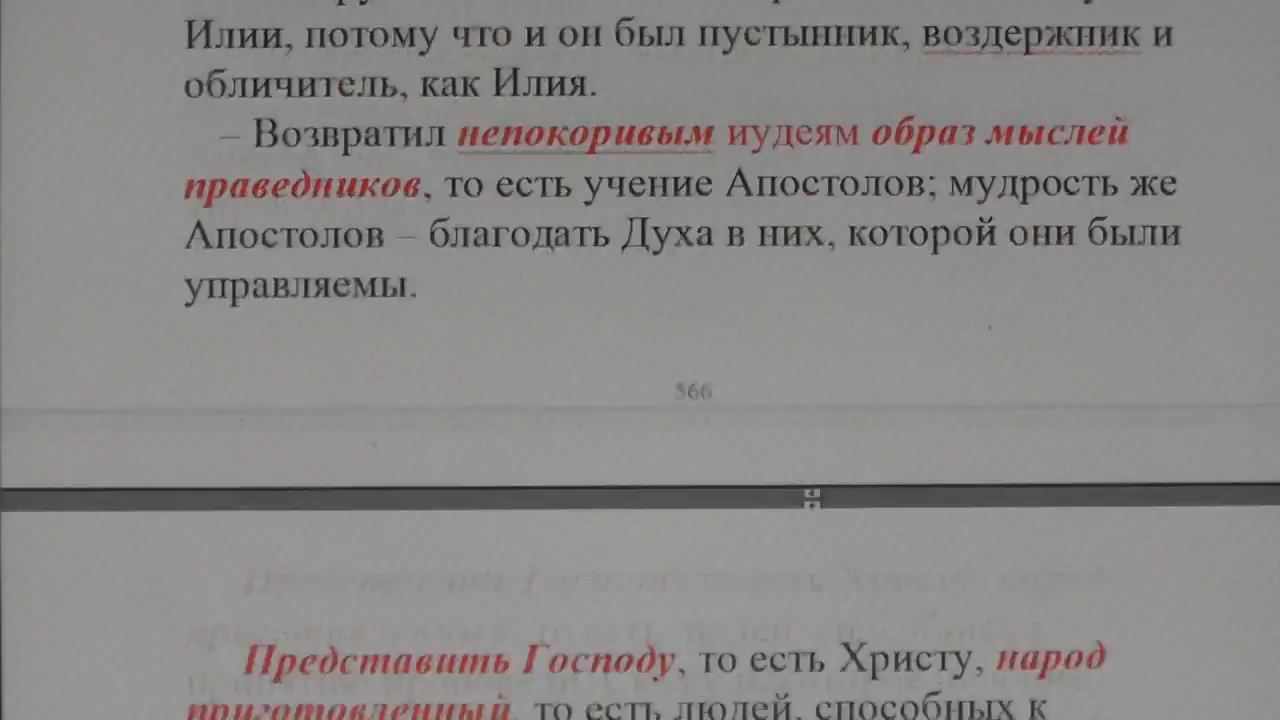 Илии, потому что и он был пустынник, воздержник и
обличитель, как Илия.
– Возвратил непокоривым иудеям образ мыслей
праведников, то есть учение Апостолов; мудрость же
Апостолов – благодать Духа в них, которой они были
управляемы.
566
Представить Господу, то есть Христу, народ
приготовленный, то есть людей, способных к